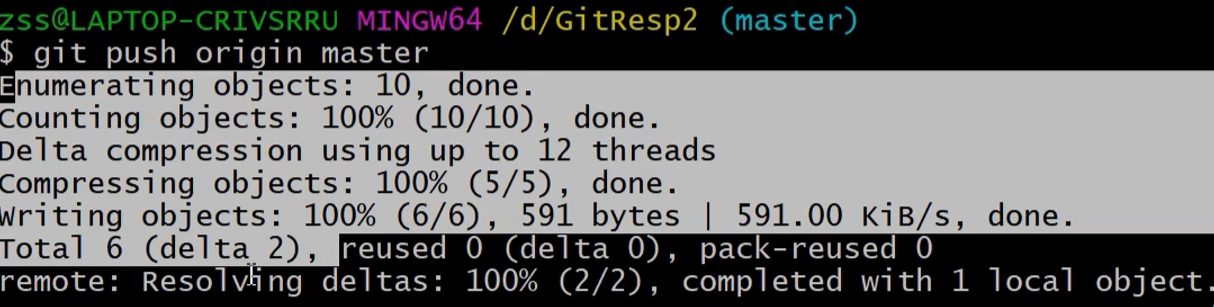 zss@LAPTOP-CRIVSRRU MINGW64 /d/GitResp2 (master)
$ git push origin master
Enumerating objects: 10, done.
Counting objects: 100% (10/10), done.
Delta compression using up to 12 threads
Compressing objects: 100% (5/5), done.
Writing objects: 100% (6/6), 591 bytes | 591.00 KiB/s, done.
Total 6 (delta 2), reused 0 (delta 0), pack-reused 0
remote: Resolving deltas: 100% (2/2), completed with 1 local object.